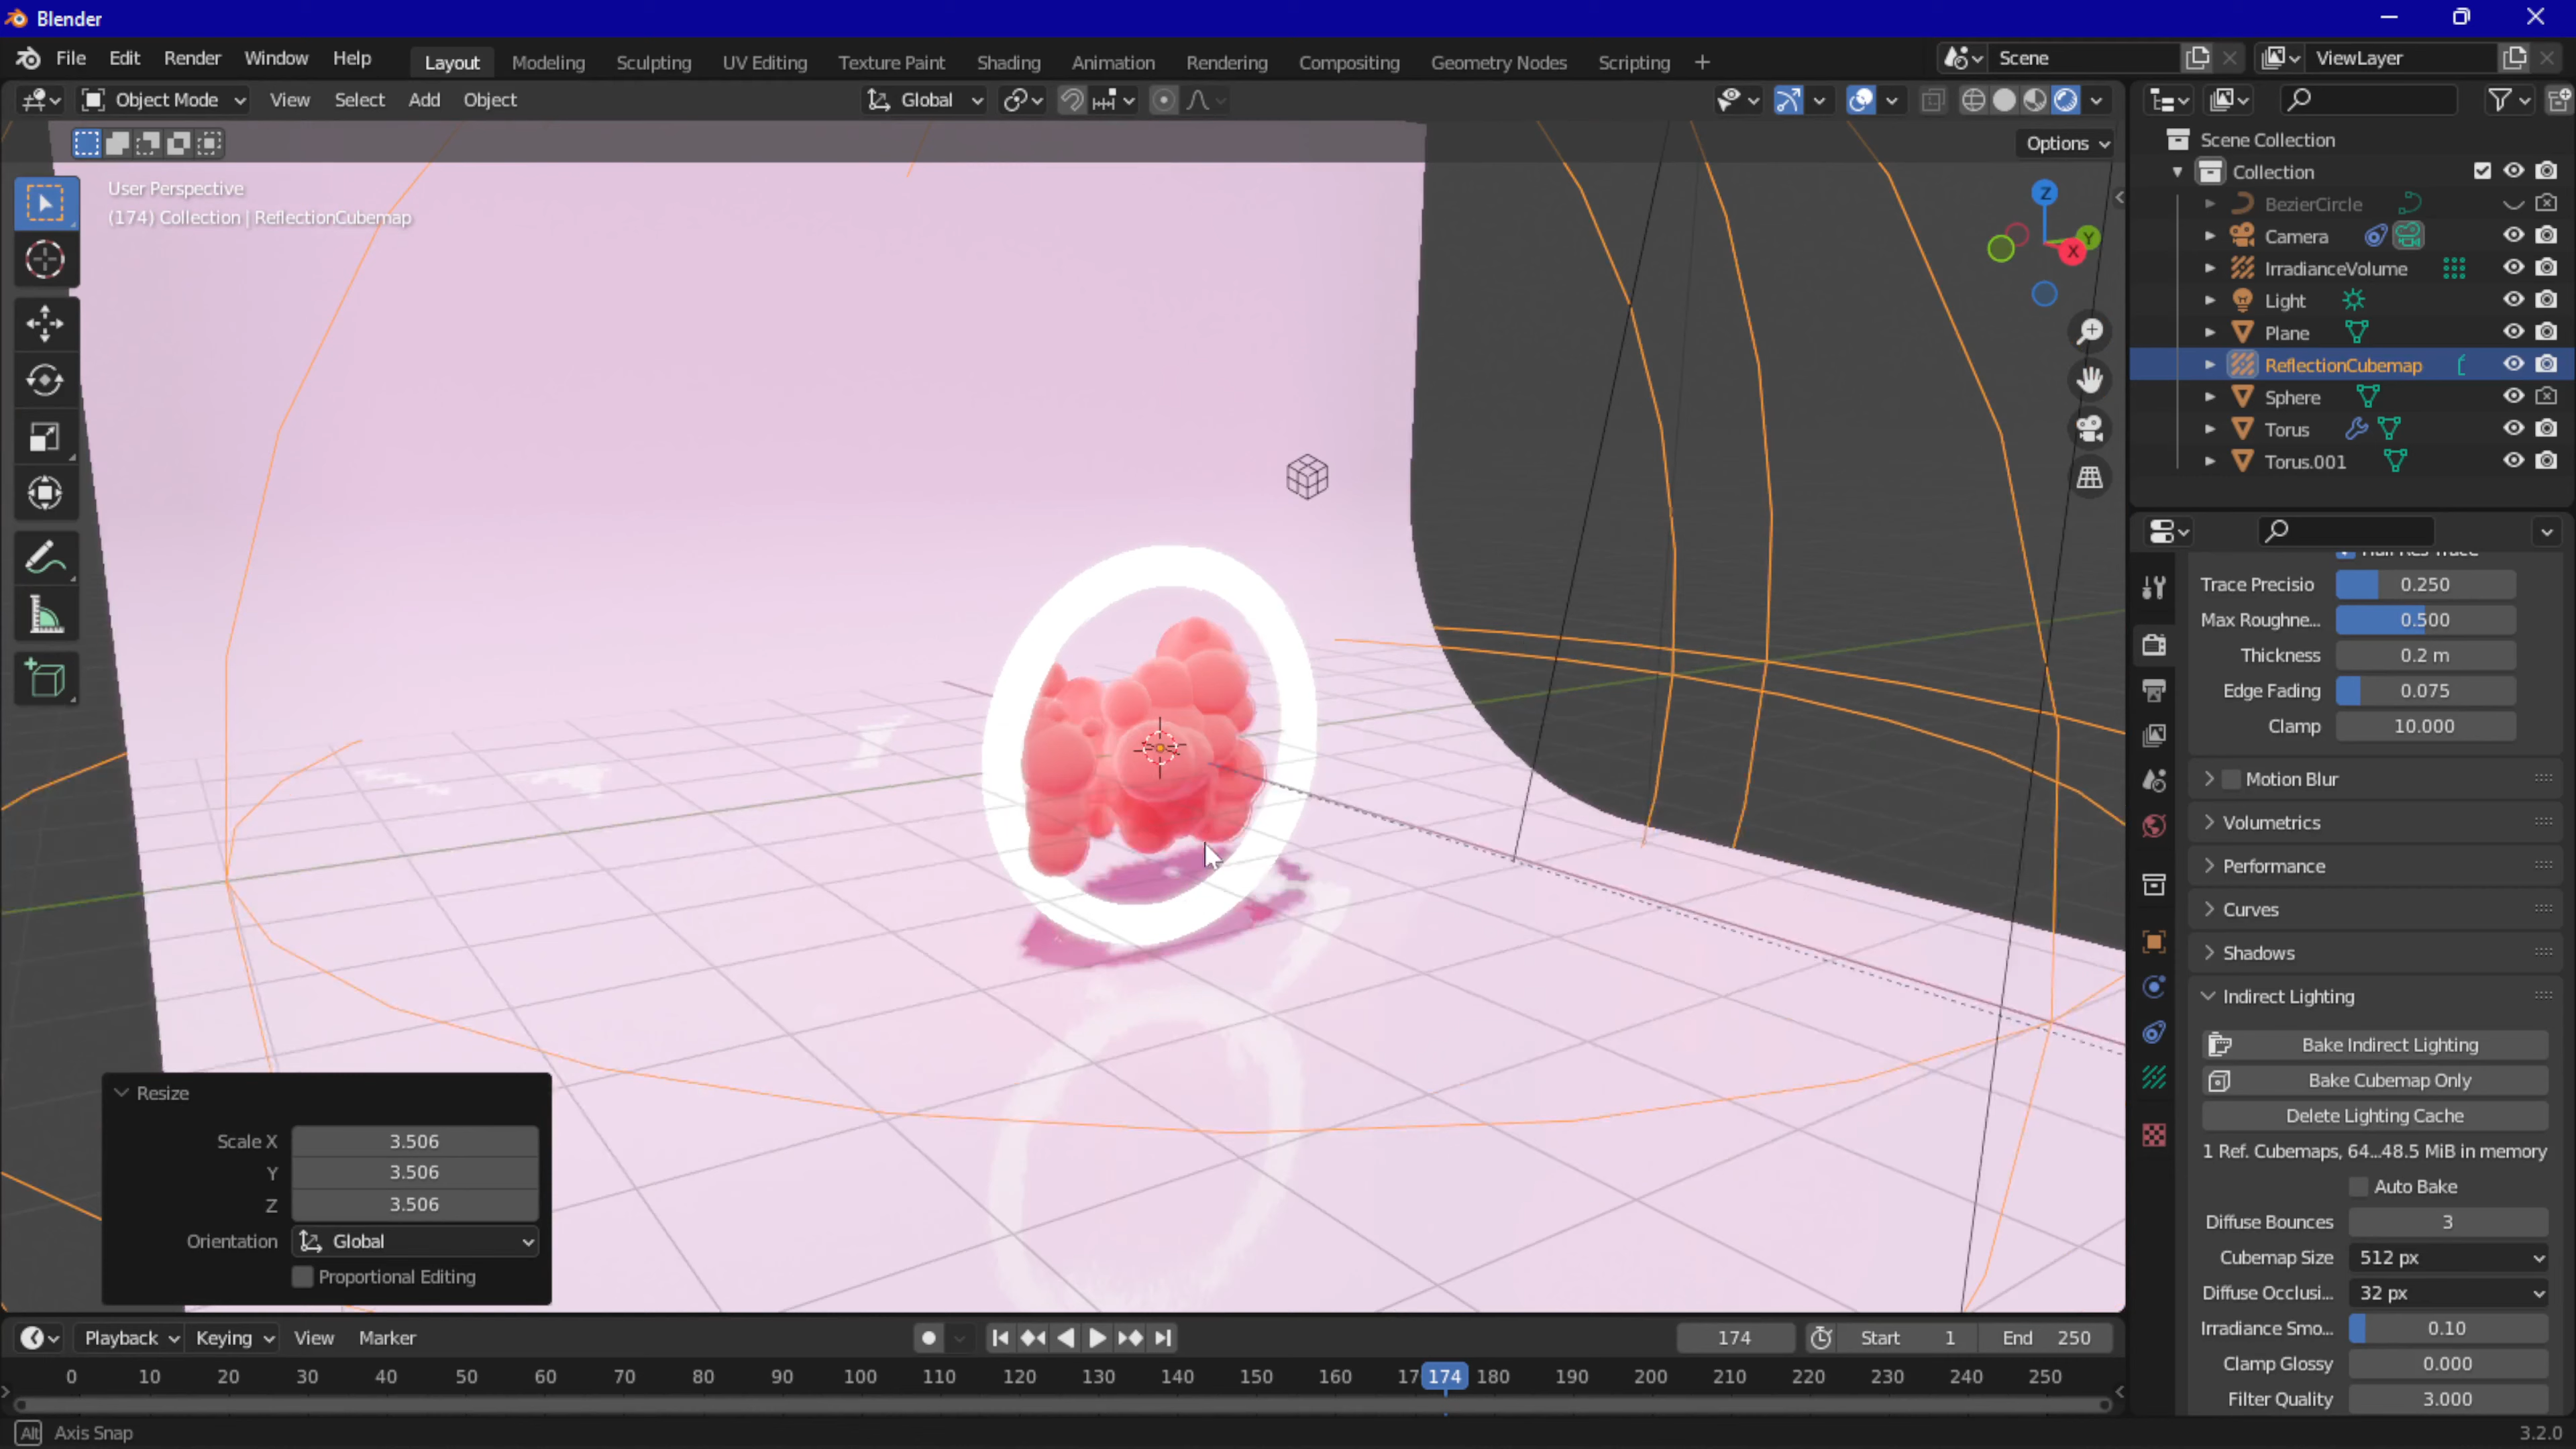 Blender
File Edit Render Window Help Layout Modeling Sculpting UV Editing Texture Paint Shading Animation Rendering Compositing Geometry Nodes Scripting + Scene ViewLayer
Object Mode View Select Add Object Global
Options
User Perspective
(174) Collection | ReflectionCubemap
Z
Y
X
Scene Collection
Collection
BezierCircle
Camera
IrradianceVolume
Light
Plane
ReflectionCubemap
Sphere
Torus
Torus.001
Trace Precisio 0.250
Max Roughne... 0.500
Thickness 0.2 m
Edge Fading 0.075
Clamp 10.000
Motion Blur
Volumetrics
Performance
Curves
Shadows
Indirect Lighting
Bake Indirect Lighting
Bake Cubemap Only
Delete Lighting Cache
1 Ref. Cubemaps, 64...48.5 MiB in memory
Auto Bake
Diffuse Bounces 3
Cubemap Size 512 px
Diffuse Occlusi... 32 px
Irradiance Smo... 0.10
Clamp Glossy 0.000
Filter Quality 3.000
Resize
Scale X 3.506
Y 3.506
Z 3.506
Orientation Global
Proportional Editing
Playback Keying View Marker 174 Start 1 End 250
0 10 20 30 40 50 60 70 80 90 100 110 120 130 140 150 160 17 174 180 190 200 210 220 230 240 250
Alt Axis Snap
3.2.0